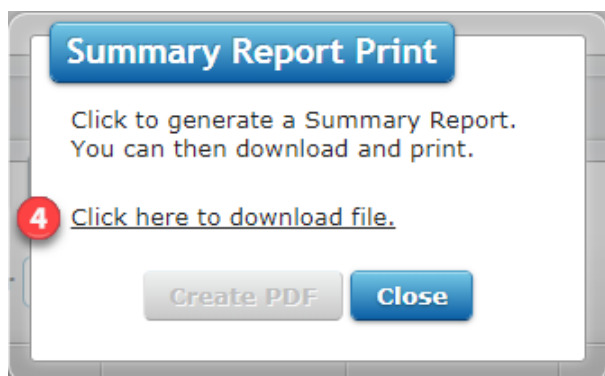 Summary Report Print
Click to generate a Summary Report.
You can then download and print.
4 Click here to download file.
Create PDF Close